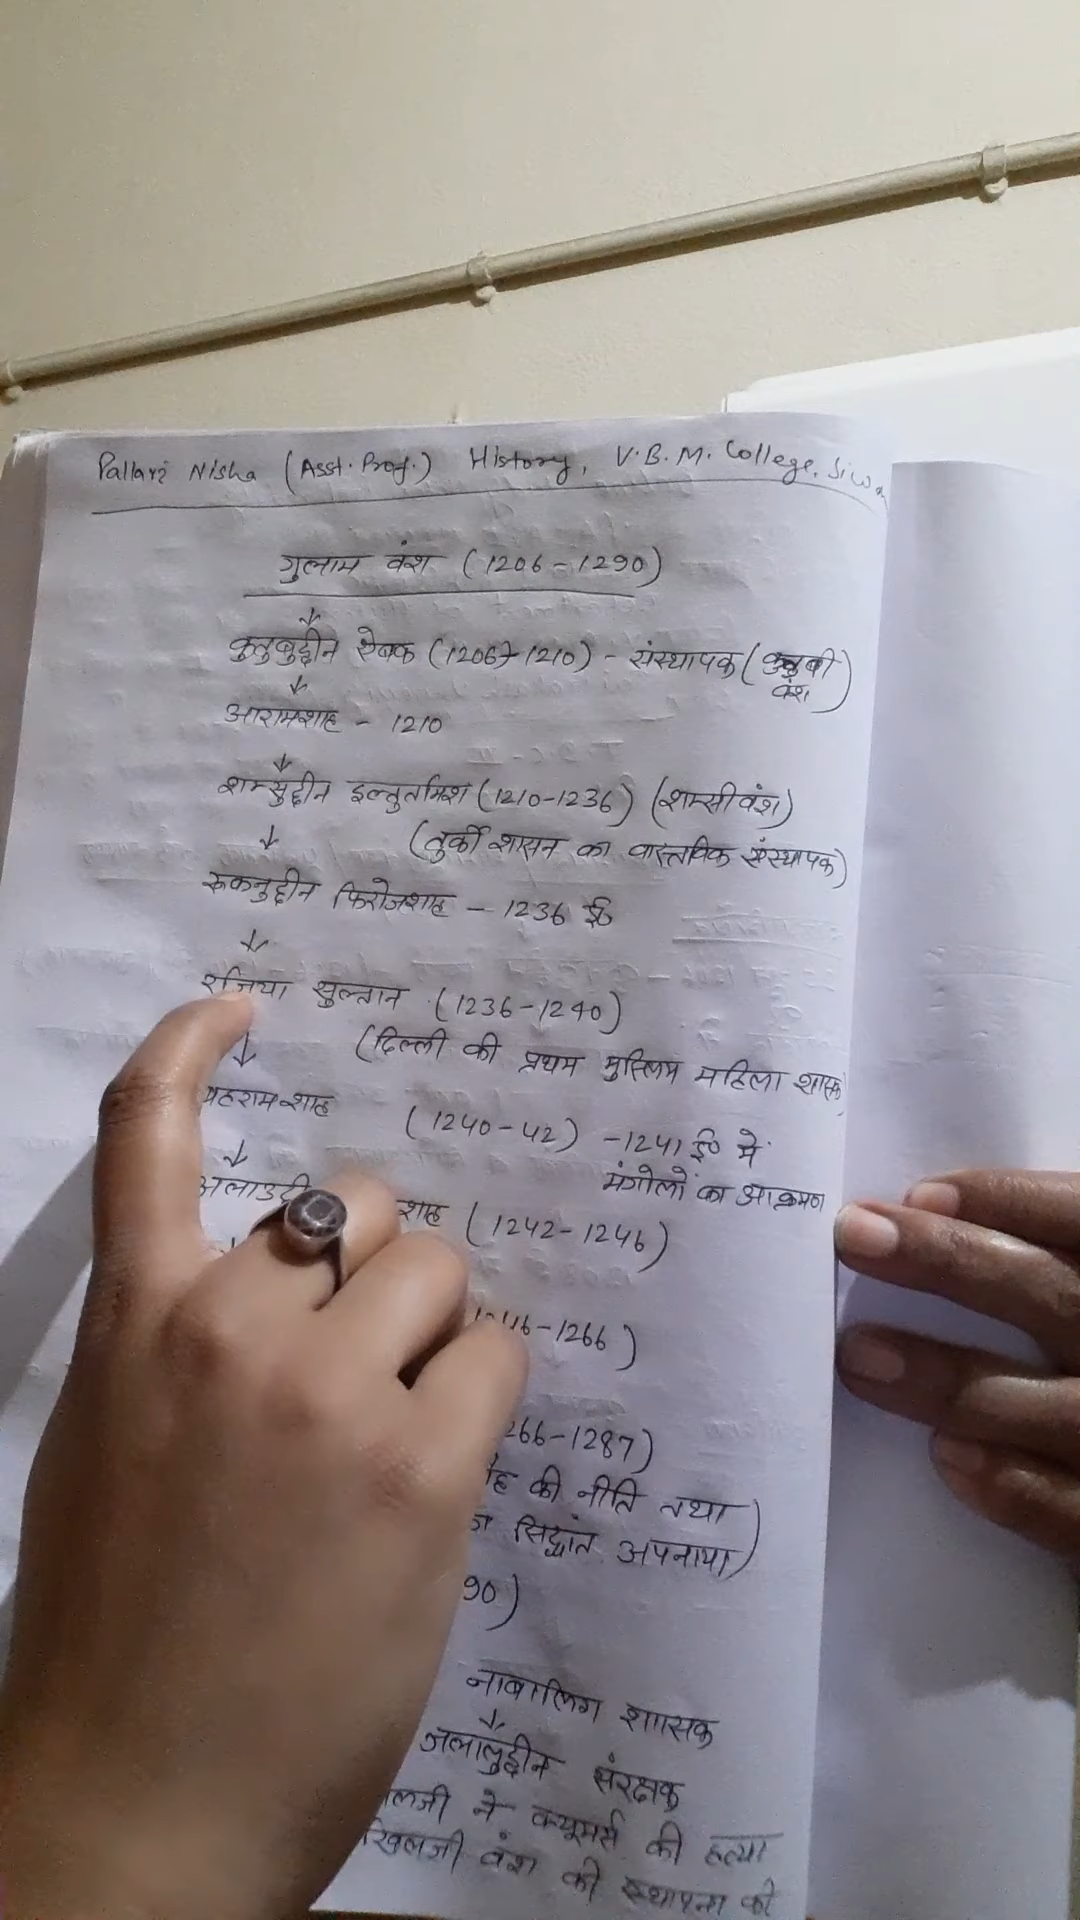 Pallavi Nisha (Asst. Prof.) History, V.B.M. College, Siwan
गुलाम वंश (1206-1290)
कुतुबुद्दीन ऐबक (1206-1210) - संस्थापक (कुतुबी वंश)
आरामशाह - 1210
शम्सुद्दीन इल्तुतमिश (1210-1236) (शम्सी वंश)
(तुर्की शासन का वास्तविक संस्थापक)
रूकनुद्दीन फिरोजशाह - 1236 ई०
रजिया सुल्तान (1236-1240)
(दिल्ली की प्रथम मुस्लिम महिला शासक)
बहरामशाह (1240-42) - 1241 ई० में
मंगोलों का आक्रमण
शाह (1242-1246)
1246-1266)
266-1287)
की नीति तथा
सिद्धांत अपनाया)
90)
नाबालिग शासक
जलालुद्दीन संरक्षक
ने क्यूमर्स की हत्या
खिलजी वंश की स्थापना की